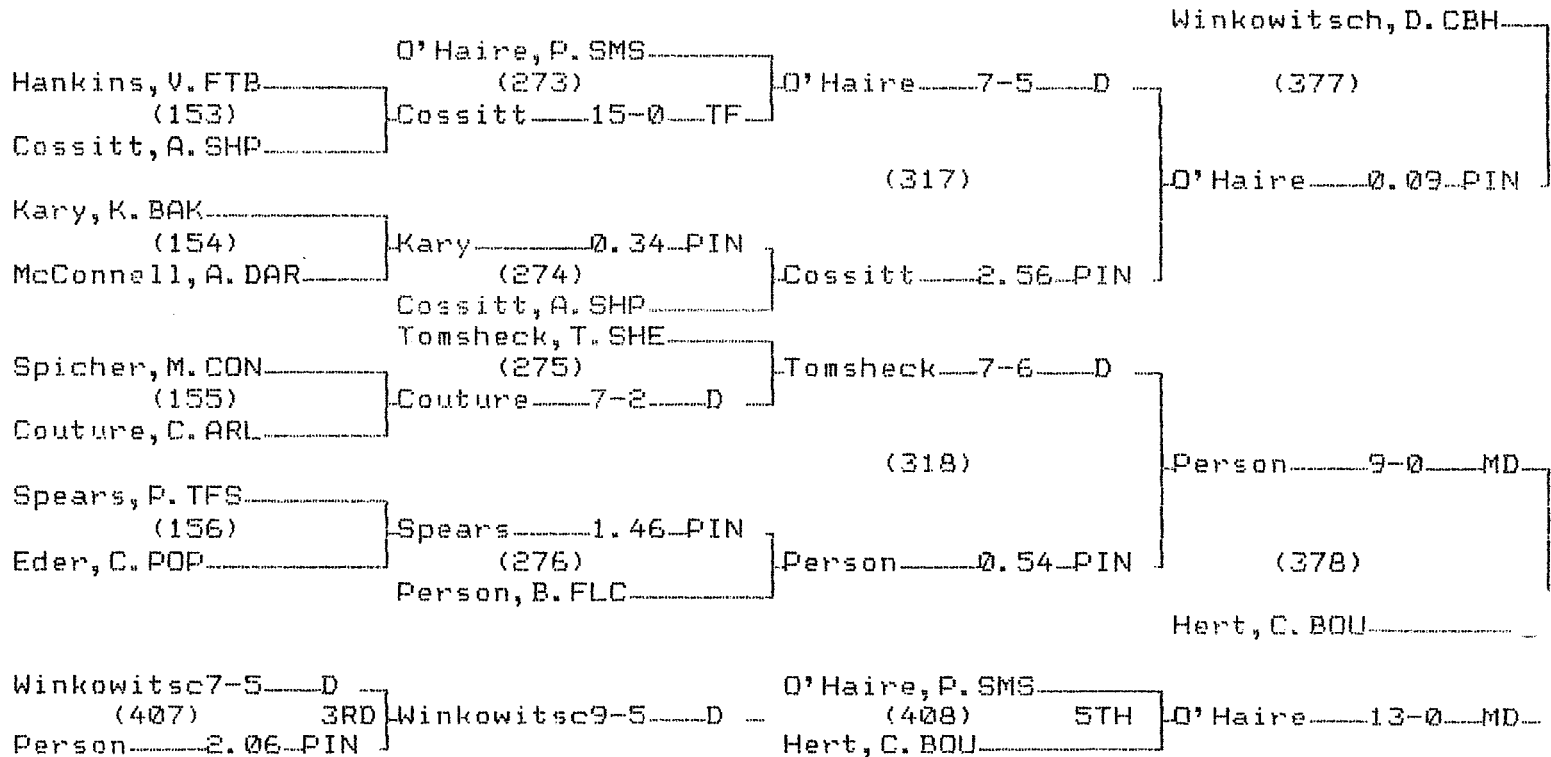 Winkowitsch, D. CBH
O'Haire, P. SMS
Hankins, V. FTB (273) O'Haire 7-5 D (377)
(153) Cossitt 15-0 TF
Cossitt, A. SHP
(317) O'Haire 0.09 PIN
Kary, K. BAK
(154) Kary 0.34 PIN
McConnell, A. DAR (274) Cossitt 2.56 PIN
Cossitt, A. SHP
Tomsheck, T. SHE
Spicher, M. CON (275) Tomsheck 7-6 D
(155) Couture 7-2 D
Couture, C. ARL
(318) Person 9-0 MD
Spears, P. TFS
(156) Spears 1.46 PIN
Eder, C. POP (276) Person 0.54 PIN (378)
Person, B. FLC
Hert, C. BOU
Winkowitsc7-5 D O'Haire, P. SMS
(407) 3RD Winkowitsc9-5 D (408) 5TH O'Haire 13-0 MD
Person 2.06 PIN Hert, C. BOU